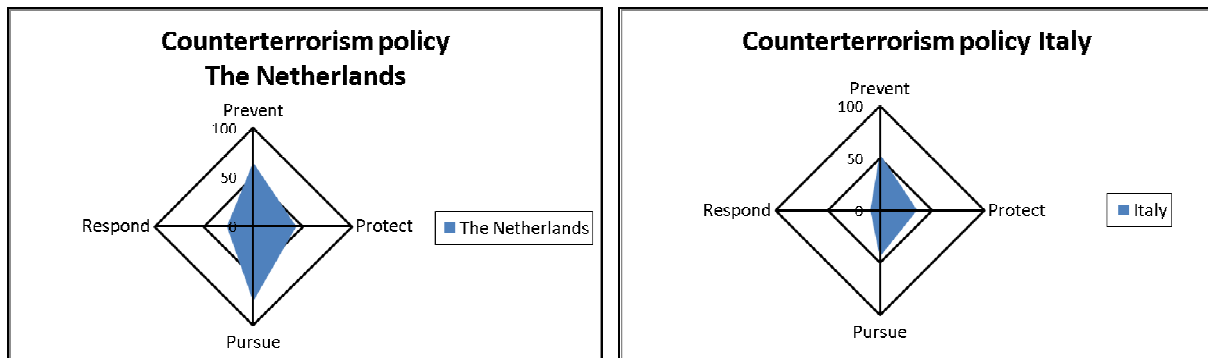 Counterterrorism policy
The Netherlands
Prevent
100
50
Respond
0
Protect
The Netherlands
Pursue
Counterterrorism policy Italy
Prevent
100
50
Respond
0
Protect
Italy
Pursue